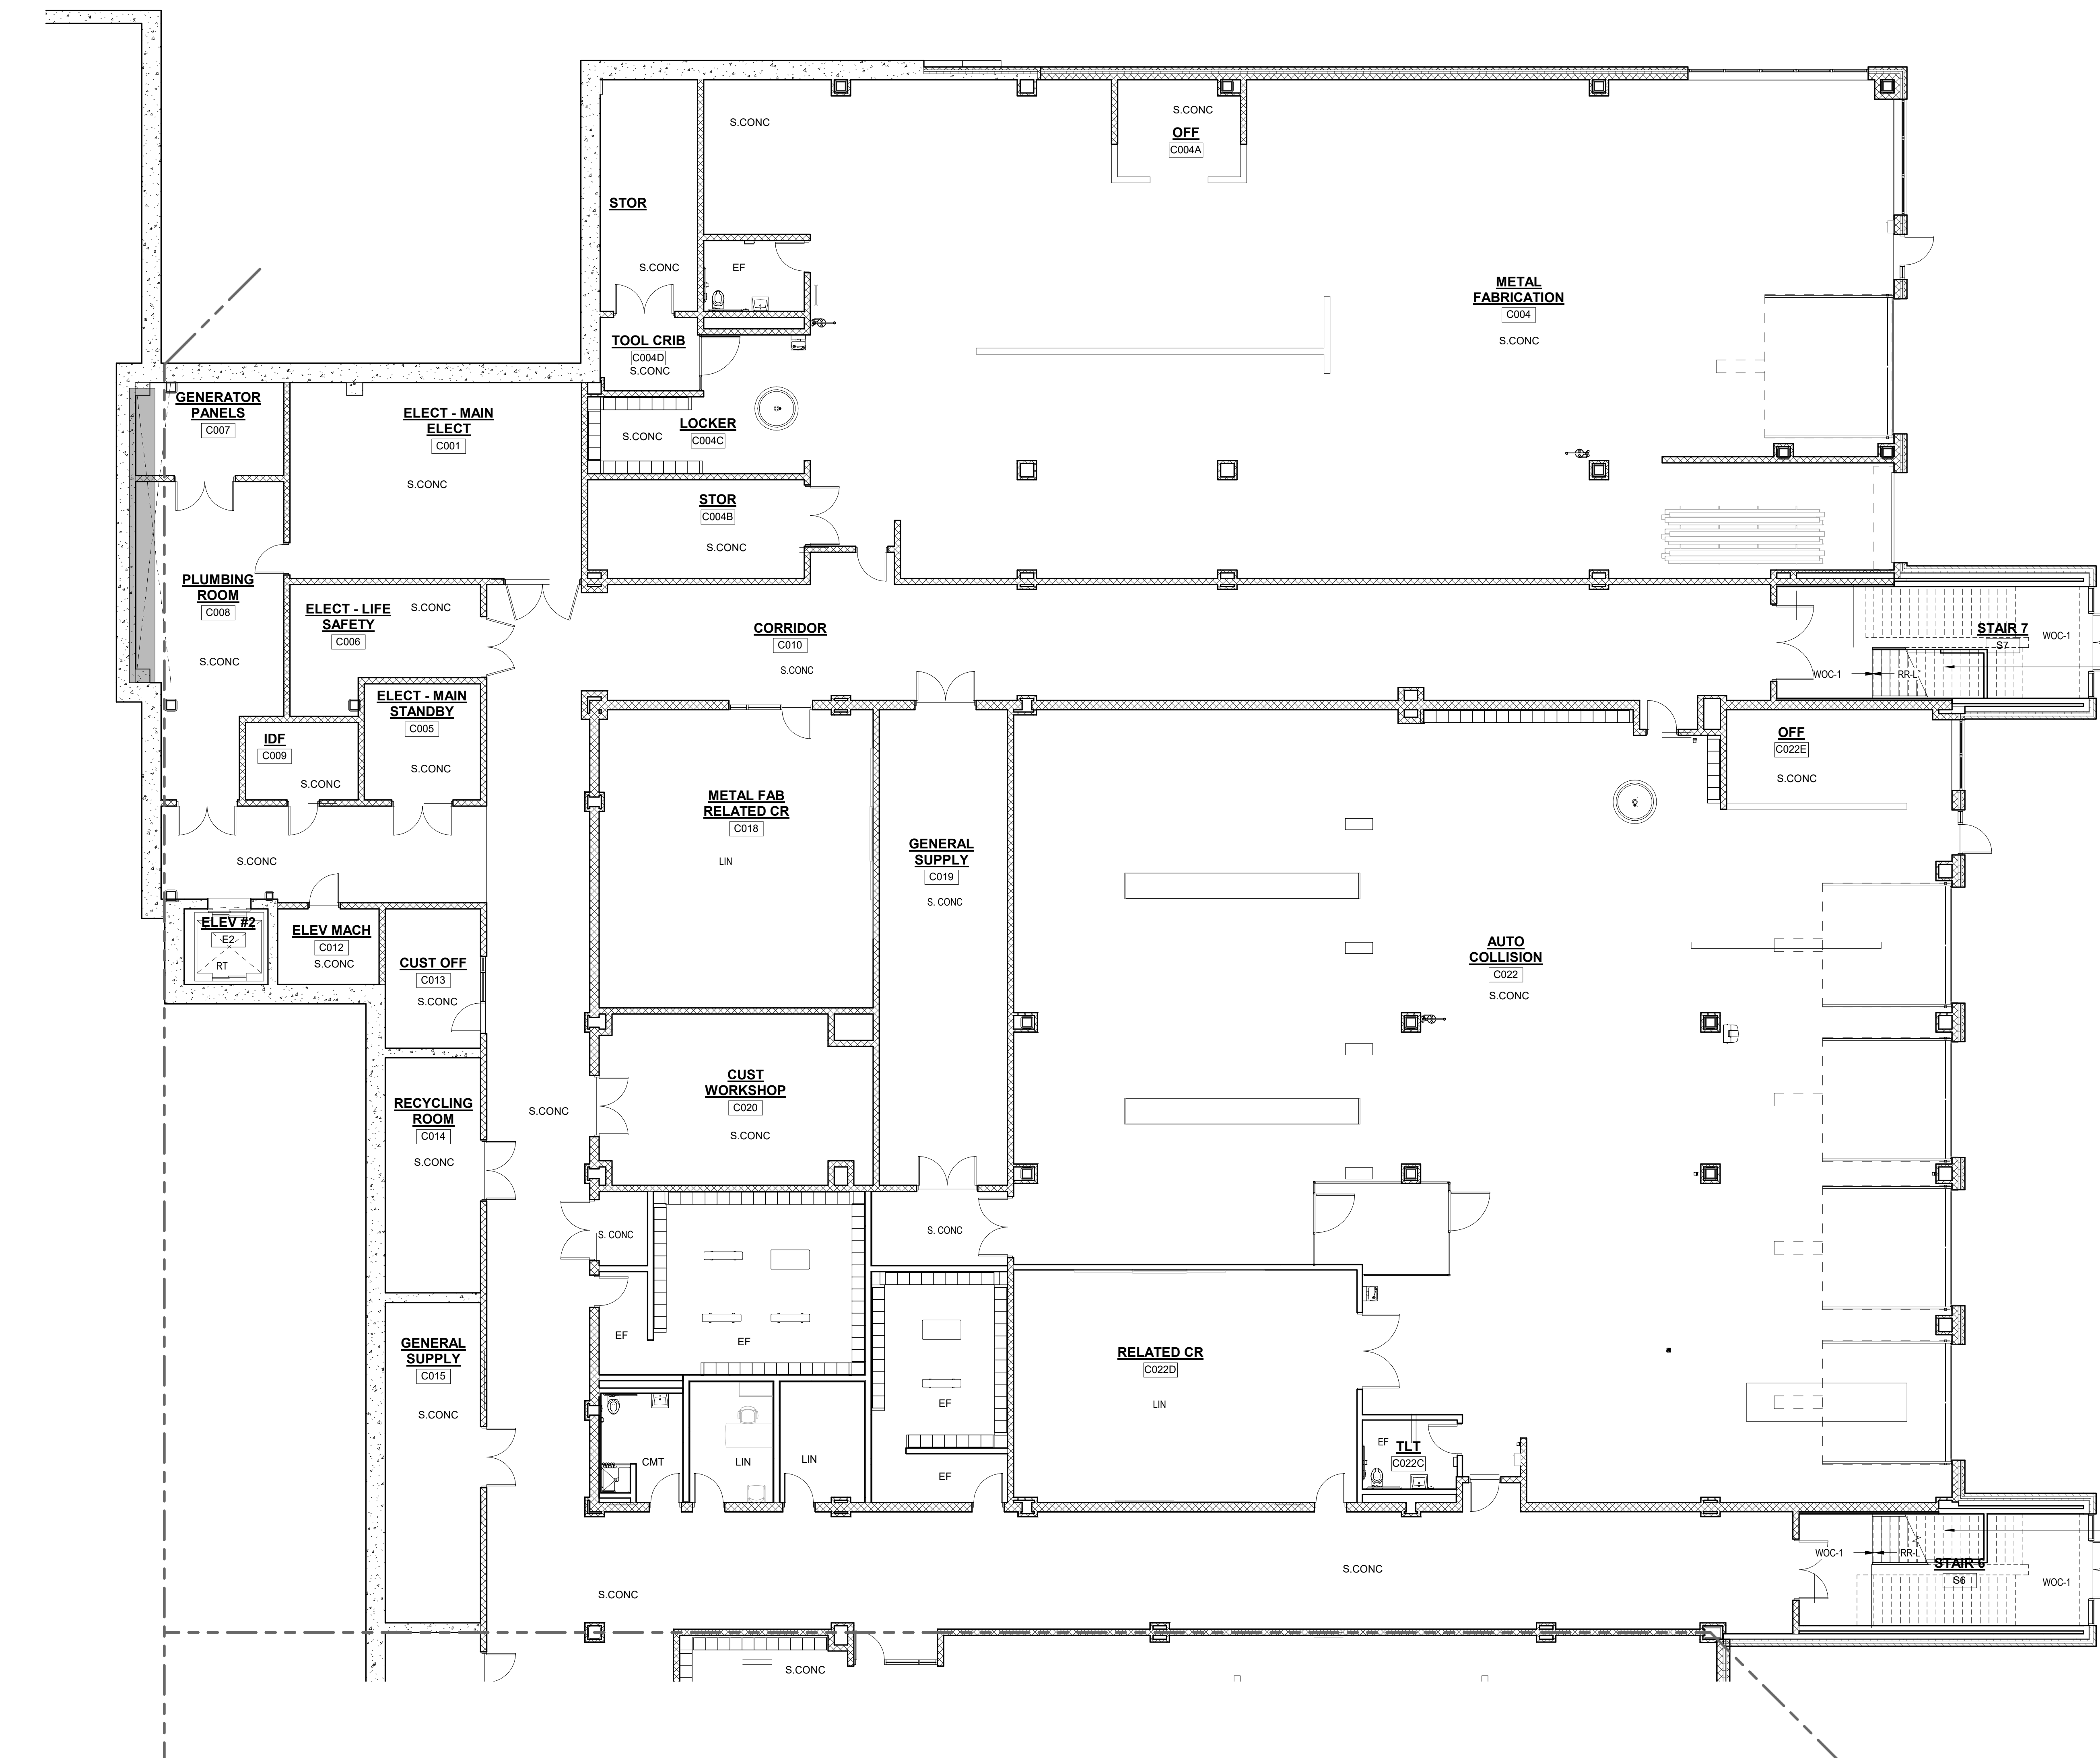 S.CONC
OFF
C004A
S.CONC
STOR
S.CONC
EF
METAL
FABRICATION
C004
S.CONC
TOOL CRIB
C004D
S.CONC
GENERATOR
PANELS
C007
ELECT - MAIN
ELECT
C001
S.CONC
LOCKER
C004C
S.CONC
STOR
C004B
S.CONC
PLUMBING
ROOM
C008
S.CONC
ELECT - LIFE
SAFETY
C006
S.CONC
CORRIDOR
C010
S.CONC
STAIR 7
S7
WOC-1
WOC-1
RR-L
ELECT - MAIN
STANDBY
C005
S.CONC
IDF
C009
S.CONC
OFF
C022E
S.CONC
METAL FAB
RELATED CR
C018
LIN
GENERAL
SUPPLY
C019
S. CONC
S.CONC
ELEV #2
E2
RT
ELEV MACH
C012
S.CONC
CUST OFF
C013
S.CONC
AUTO
COLLISION
C022
S.CONC
RECYCLING
ROOM
C014
S.CONC
S.CONC
CUST
WORKSHOP
C020
S.CONC
S. CONC
S. CONC
EF
EF
GENERAL
SUPPLY
C015
S.CONC
RELATED CR
C022D
LIN
EF
EF
TLT
C022C
EF
CMT
LIN
LIN
WOC-1
RR-L
STAIR 6
S6
WOC-1
S.CONC
S.CONC
S.CONC